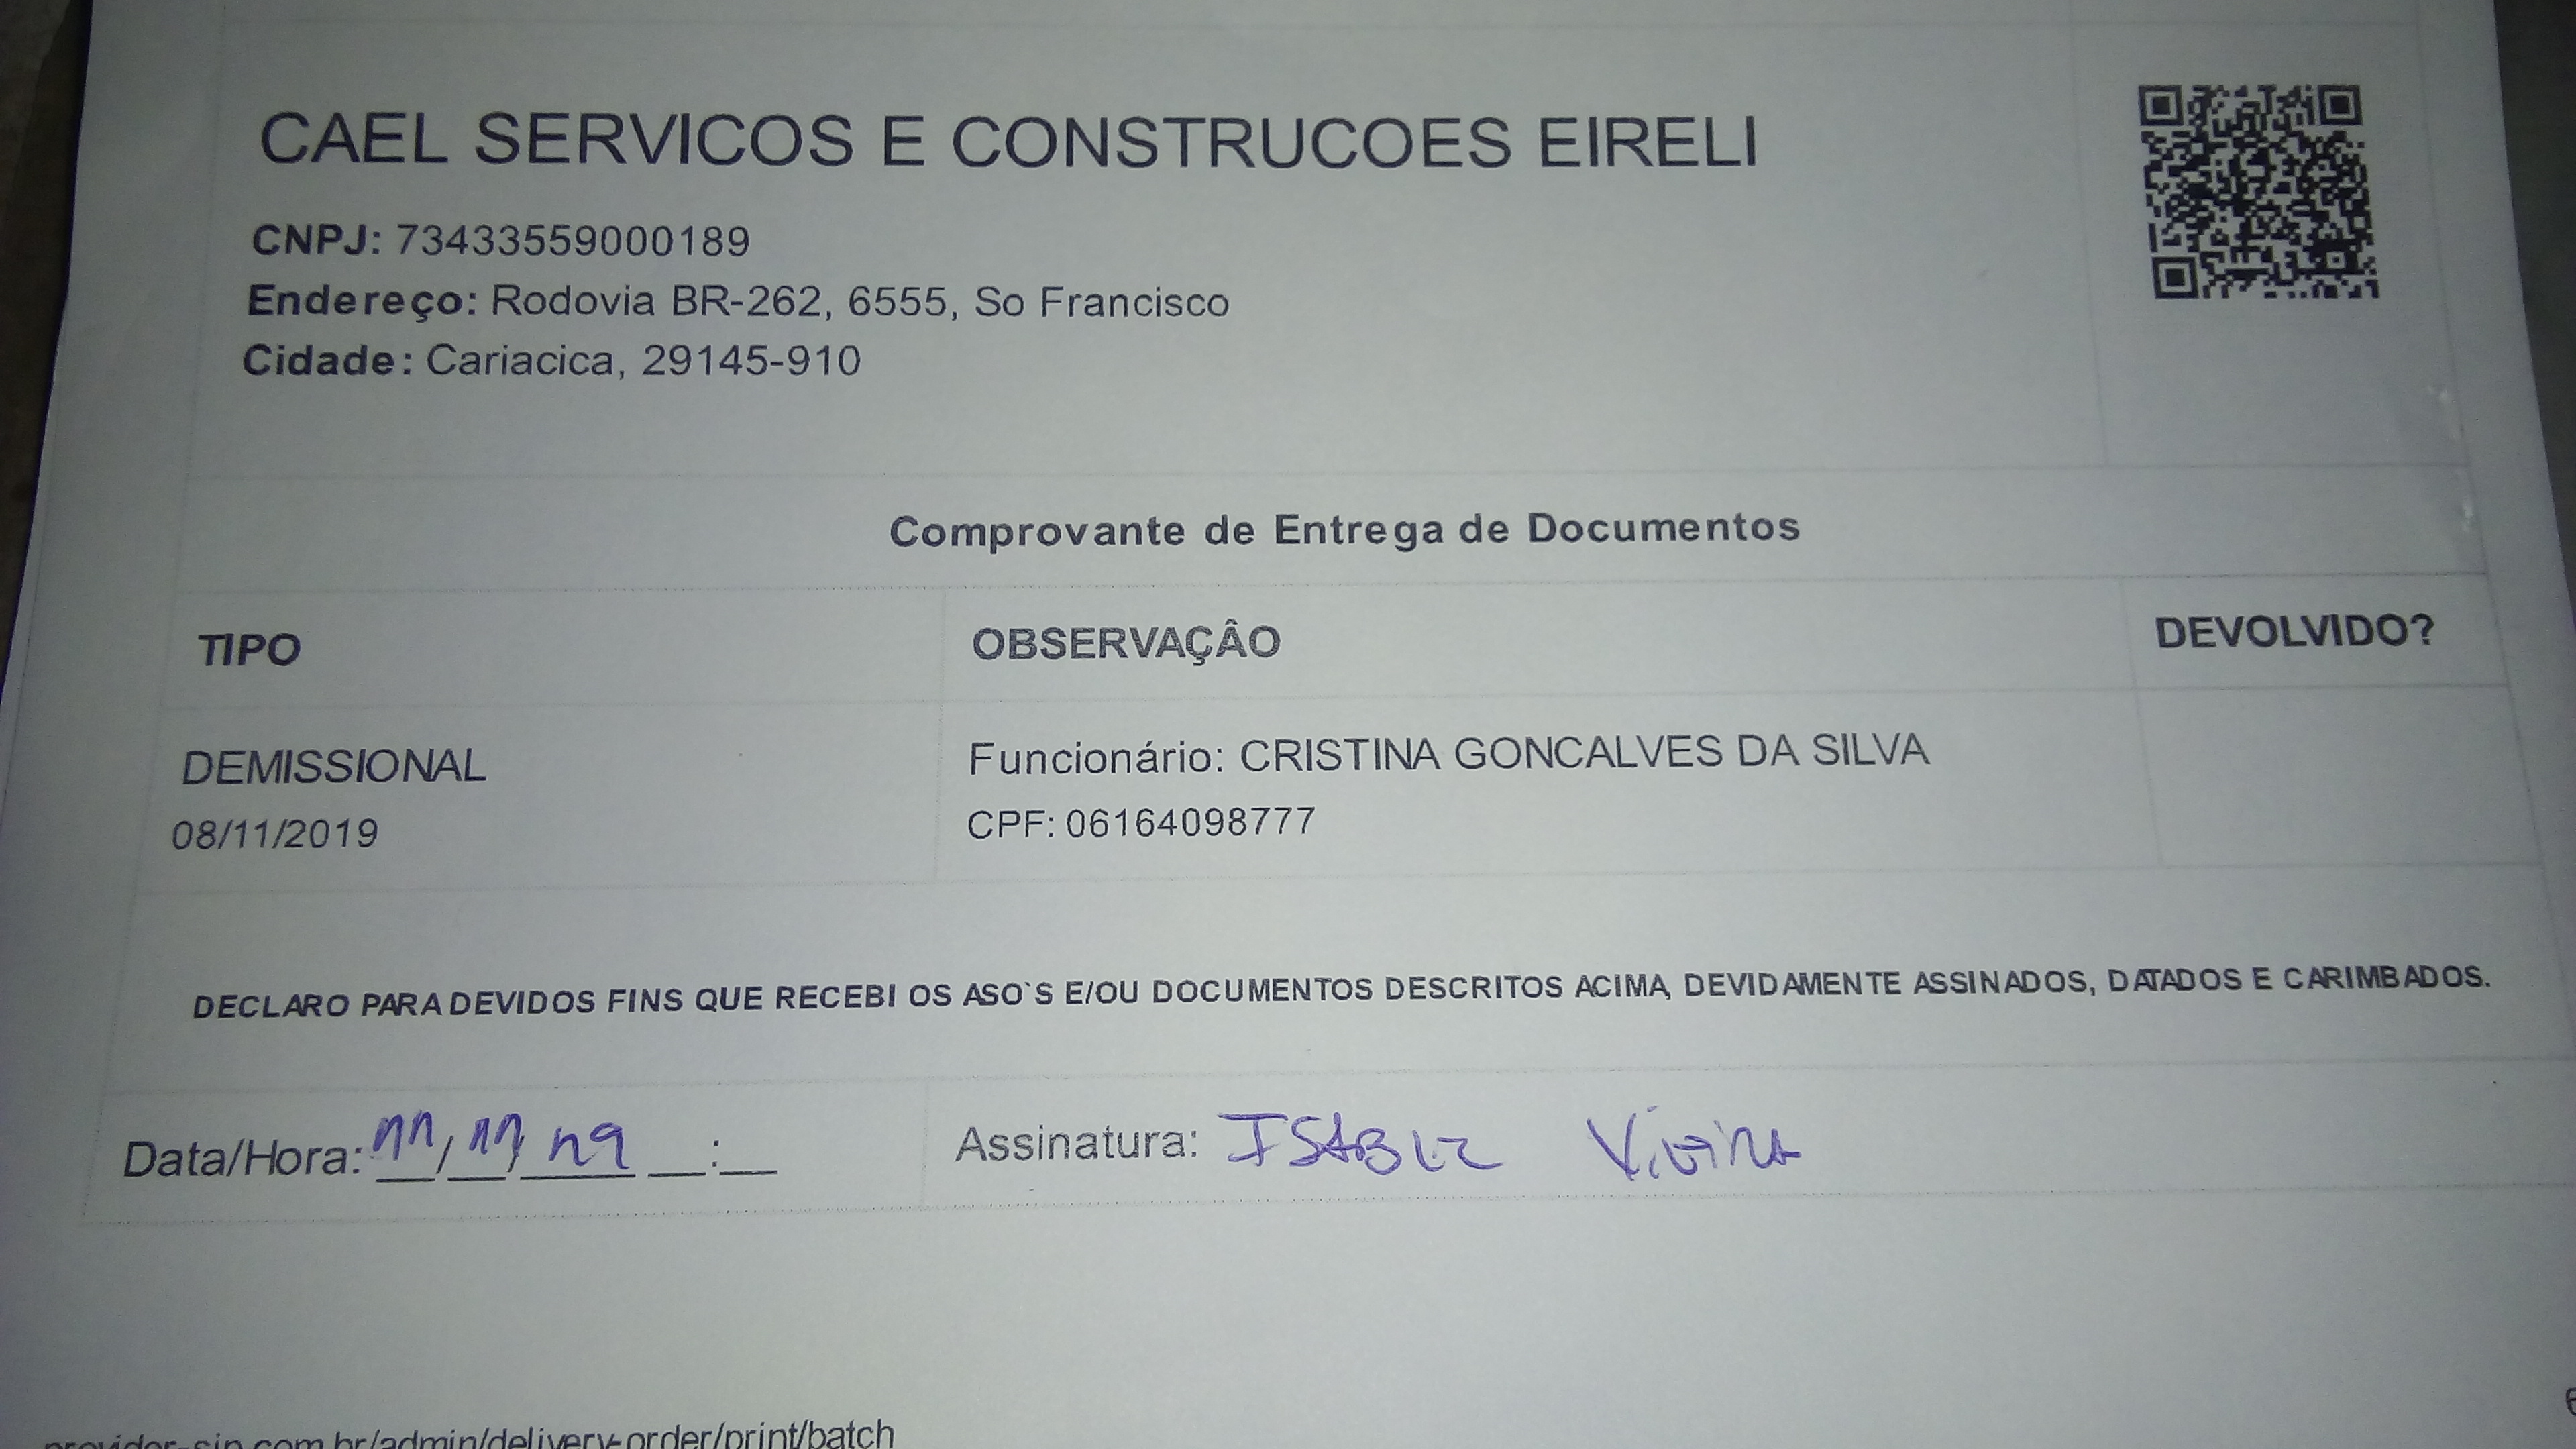 CAEL SERVICOS E CONSTRUCOES EIRELI
CNPJ: 73433559000189
Endereço: Rodovia BR-262, 6555, So Francisco
Cidade: Cariacica, 29145-910
Comprovante de Entrega de Documentos
TIPO OBSERVAÇÃO DEVOLVIDO?
DEMISSIONAL Funcionário: CRISTINA GONCALVES DA SILVA
08/11/2019 CPF: 06164098777
DECLARO PARA DEVIDOS FINS QUE RECEBI OS ASO`S E/OU DOCUMENTOS DESCRITOS ACIMA, DEVIDAMENTE ASSINADOS, DATADOS E CARIMBADOS.
Data/Hora: 11/11/19 __:__ Assinatura: ISABEL Vieira
provider-sin.com.br/admin/delivery-order/print/batch